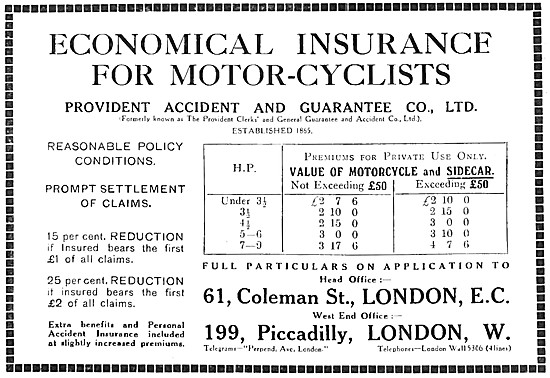 ECONOMICAL INSURANCE
FOR MOTOR-CYCLISTS
PROVIDENT ACCIDENT AND GUARANTEE CO., LTD.
(Formerly known as The Provident Clerks' and General Guarantee and Accident Co., Ltd.).
ESTABLISHED 1865.
REASONABLE POLICY
CONDITIONS.
PROMPT SETTLEMENT
OF CLAIMS.
15 per cent. REDUCTION
if Insured bears the first
£1 of all claims.
25 per cent. REDUCTION
if insured bears the first
£2 of all claims.
Extra benefits and Personal
Accident Insurance included
at slightly increased premiums.
H.P.
PREMIUMS FOR PRIVATE USE ONLY.
VALUE OF MOTORCYCLE and SIDECAR.
Not Exceeding £50 Exceeding £50
Under 3½ £2 7 6 £2 10 0
3½ 2 10 0 2 15 0
4½ 2 15 0 3 0 0
5—6 3 0 0 3 10 0
7—9 3 17 6 4 7 6
FULL PARTICULARS ON APPLICATION TO
Head Office :—
61, Coleman St., LONDON, E.C.
West End Office :—
199, Piccadilly, LONDON, W.
Telegrams—"Prepend, Ave, London." Telephones—London Wall 5306 (4 lines)